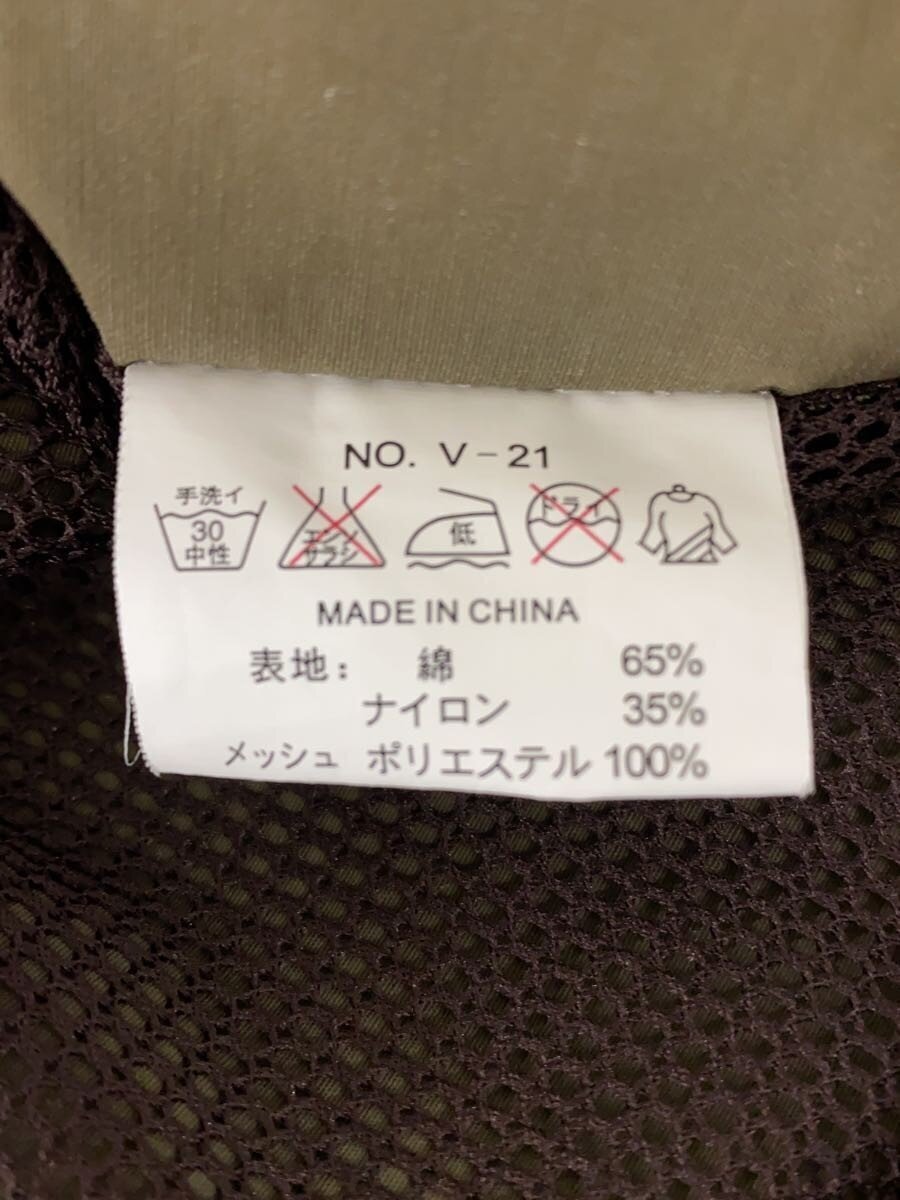 NO. V-21
手洗イ
30
中性
エンソ
サラシ
低
ドライ
MADE IN CHINA
表地: 綿 65%
ナイロン 35%
メッシュ ポリエステル 100%